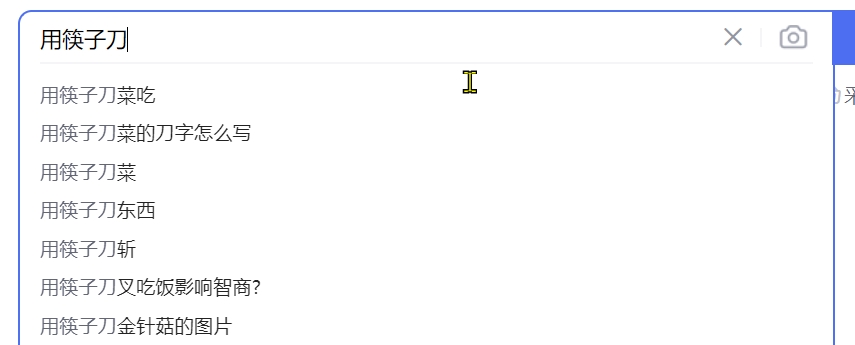 用筷子刀
用筷子刀菜吃
用筷子刀菜的刀字怎么写
用筷子刀菜
用筷子刀东西
用筷子刀斩
用筷子刀叉吃饭影响智商?
用筷子刀金针菇的图片